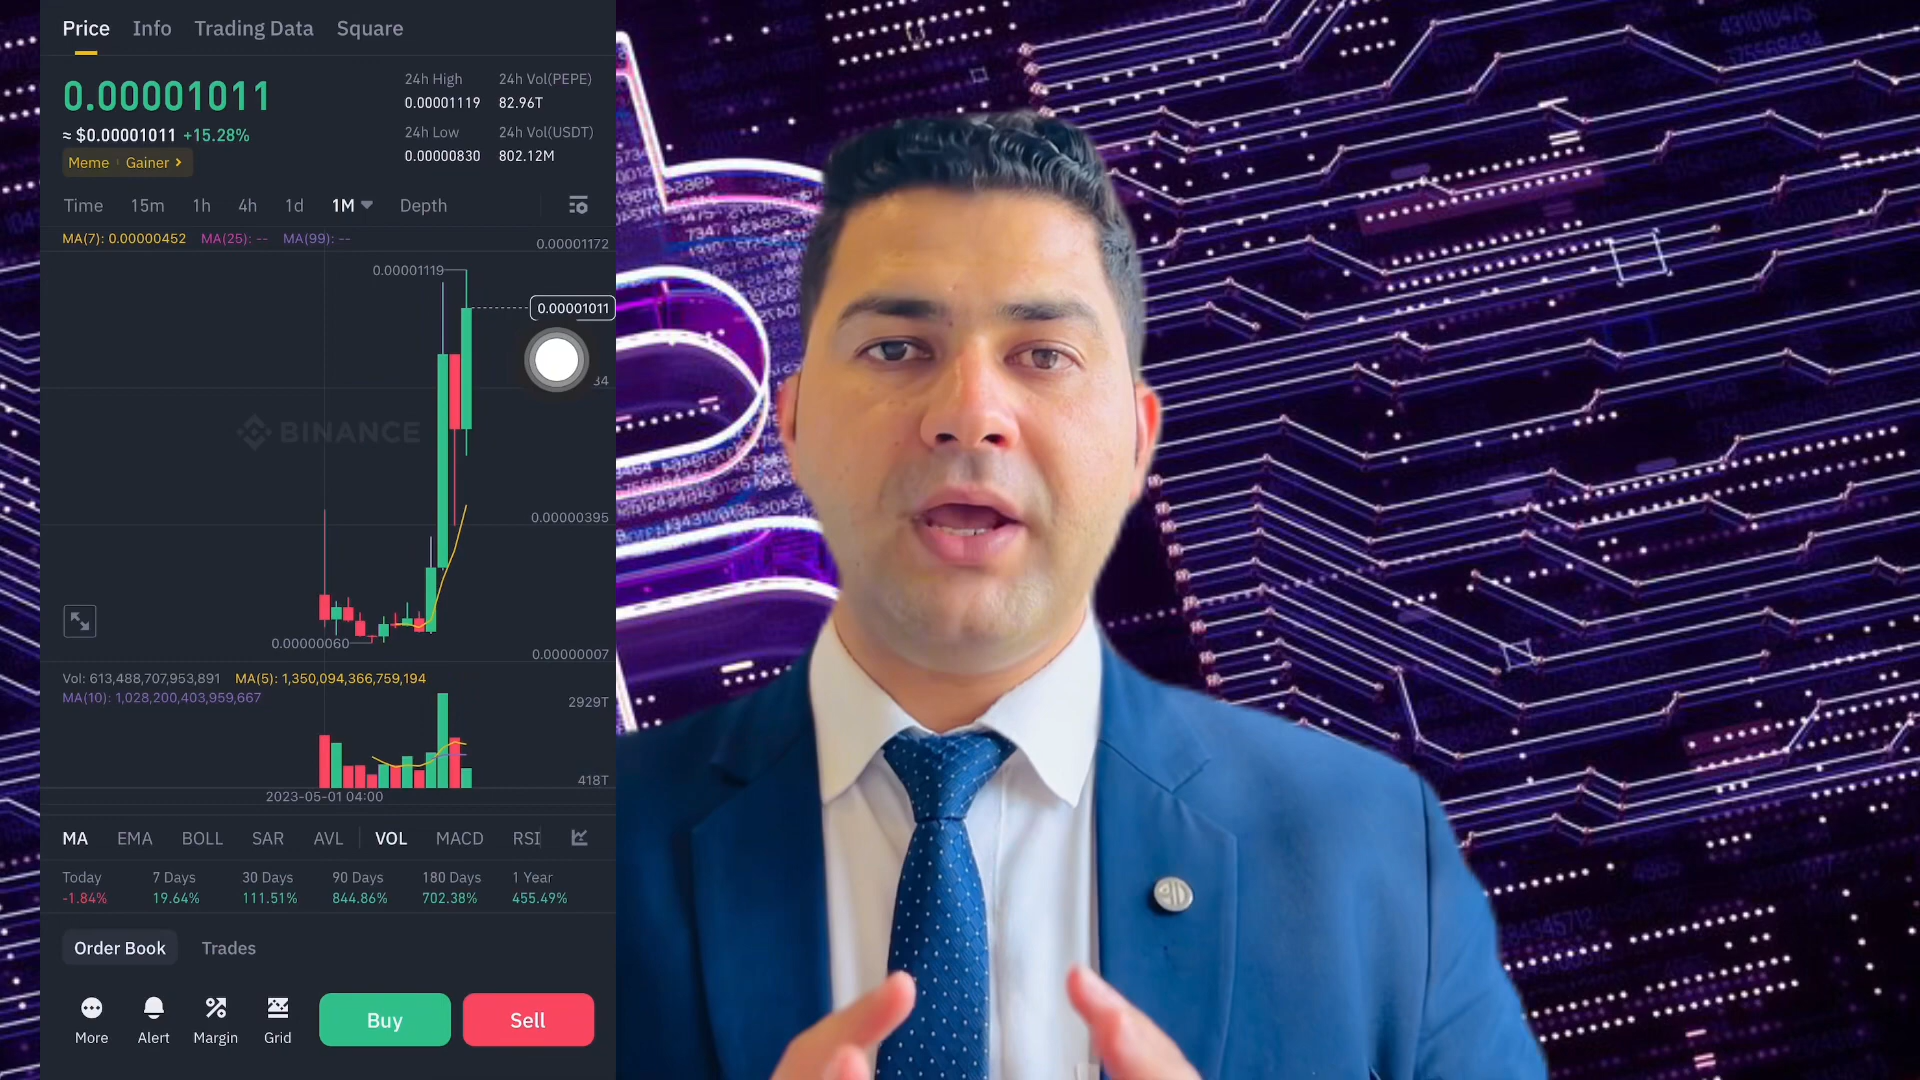 Price Info Trading Data Square
0.00001011
≈ $0.00001011 +15.28%
Meme Gainer >
24h High 24h Vol(PEPE)
0.00001119 82.96T
24h Low 24h Vol(USDT)
0.00000830 802.12M
Time 15m 1h 4h 1d 1M Depth
MA(7): 0.00000452 MA(25): -- MA(99): --
0.00001172
0.00001119
0.00001011
34
BINANCE
0.00000395
0.00000060
0.00000007
Vol: 613,488,707,953,891 MA(5): 1,350,094,366,759,194
MA(10): 1,028,200,403,959,667
2929T
418T
2023-05-01 04:00
MA EMA BOLL SAR AVL VOL MACD RSI
Today 7 Days 30 Days 90 Days 180 Days 1 Year
-1.84% 19.64% 111.51% 844.86% 702.38% 455.49%
Order Book Trades
More Alert Margin Grid Buy Sell